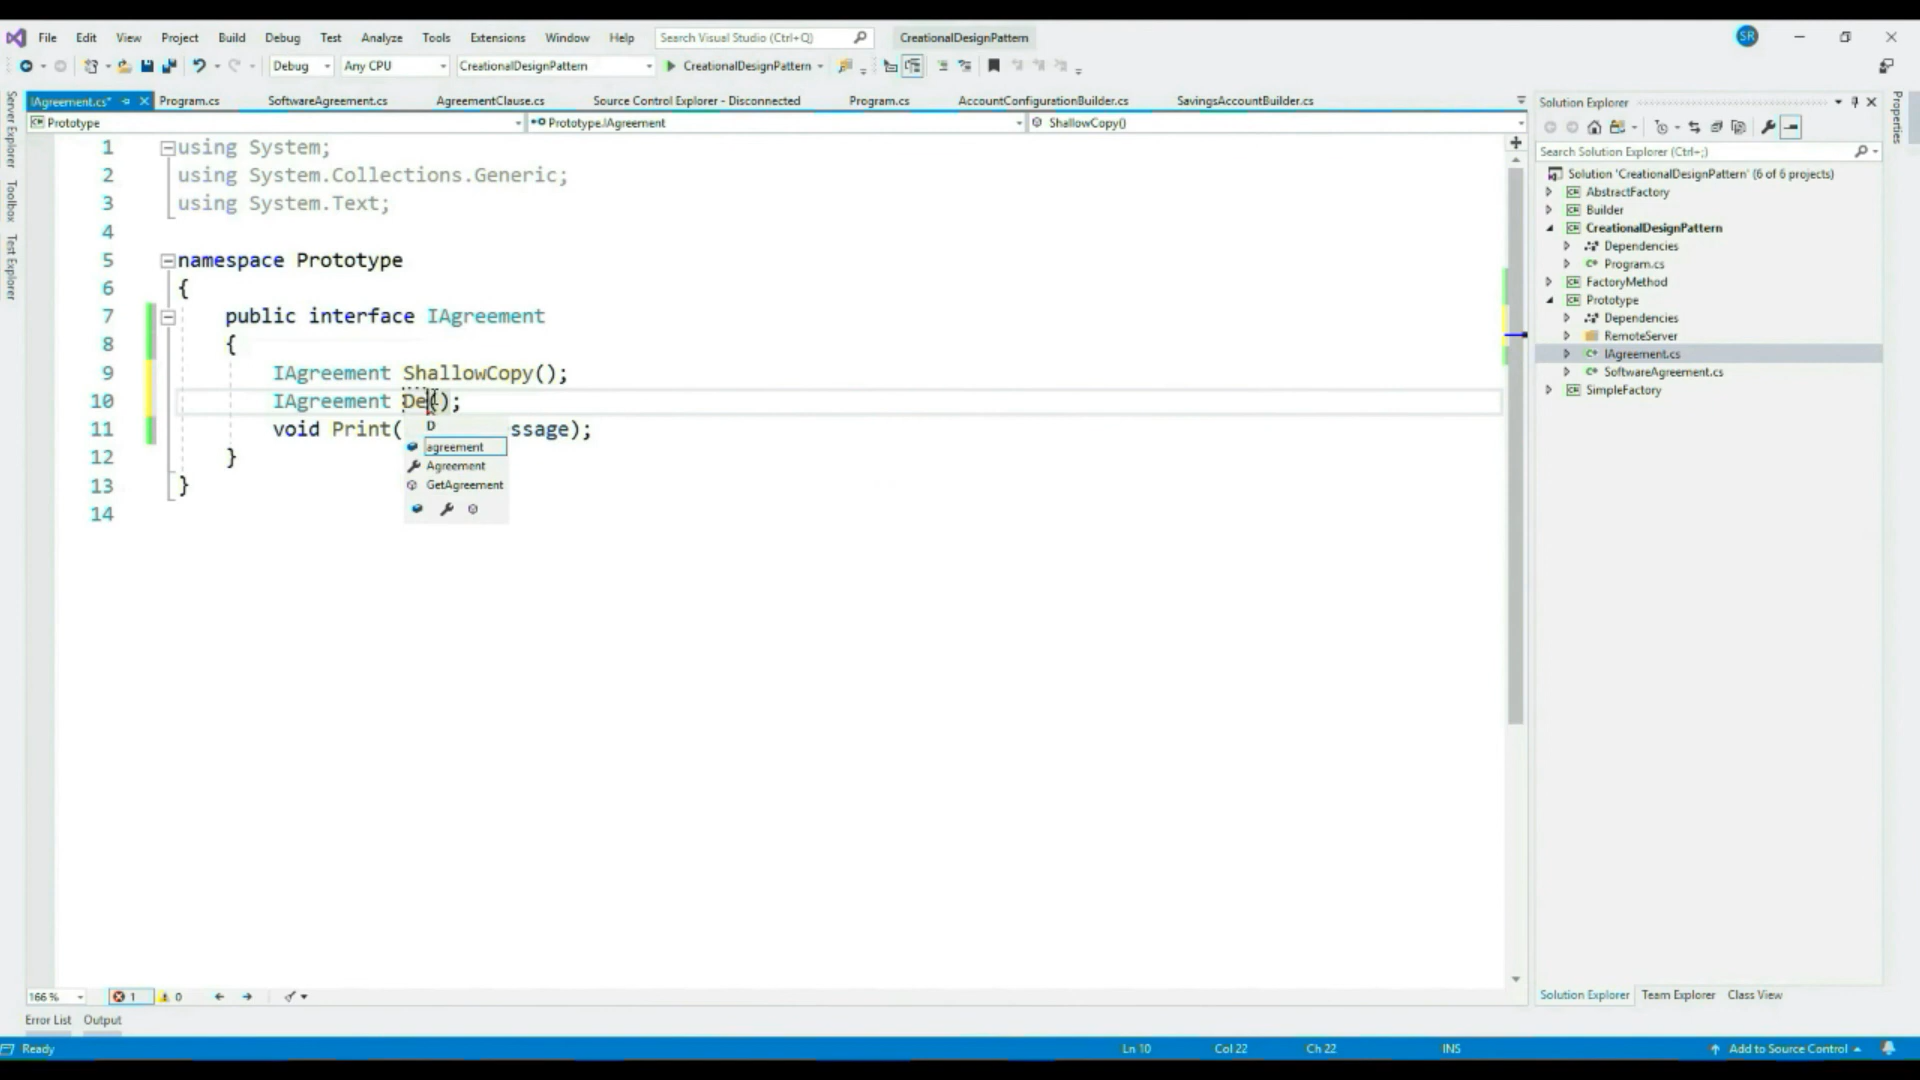 File Edit View Project Build Debug Test Analyze Tools Extensions Window Help Search Visual Studio (Ctrl+Q) CreationalDesignPattern SR
Debug Any CPU CreationalDesignPattern CreationalDesignPattern
IAgreement.cs* Program.cs SoftwareAgreement.cs AgreementClause.cs Source Control Explorer - Disconnected Program.cs AccountConfigurationBuilder.cs SavingsAccountBuilder.cs
Prototype Prototype.IAgreement ShallowCopy()
1 using System;
2 using System.Collections.Generic;
3 using System.Text;
4
5 namespace Prototype
6 {
7 public interface IAgreement
8 {
9 IAgreement ShallowCopy();
10 IAgreement De();
11 void Print( ssage);
12 }
13 }
14
D
agreement
Agreement
GetAgreement
Server Explorer
Toolbox
Test Explorer
Solution Explorer
Search Solution Explorer (Ctrl+;)
Solution 'CreationalDesignPattern' (6 of 6 projects)
AbstractFactory
Builder
CreationalDesignPattern
Dependencies
Program.cs
FactoryMethod
Prototype
Dependencies
RemoteServer
IAgreement.cs
SoftwareAgreement.cs
SimpleFactory
Properties
166 % 1 0
Solution Explorer Team Explorer Class View
Error List Output
Ready Ln 10 Col 22 Ch 22 INS Add to Source Control